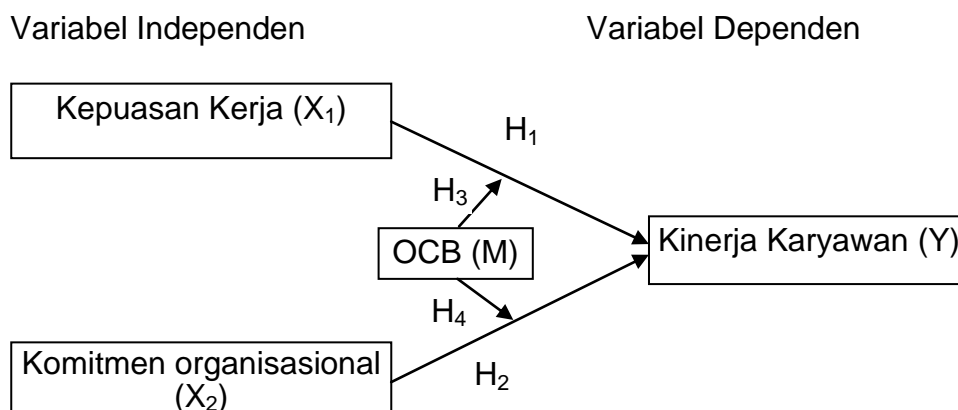 Variabel Independen
Variabel Dependen
Kepuasan Kerja (X₁)
H₁
H₃
OCB (M)
Kinerja Karyawan (Y)
H₄
Komitmen organisasional
(X₂)
H₂